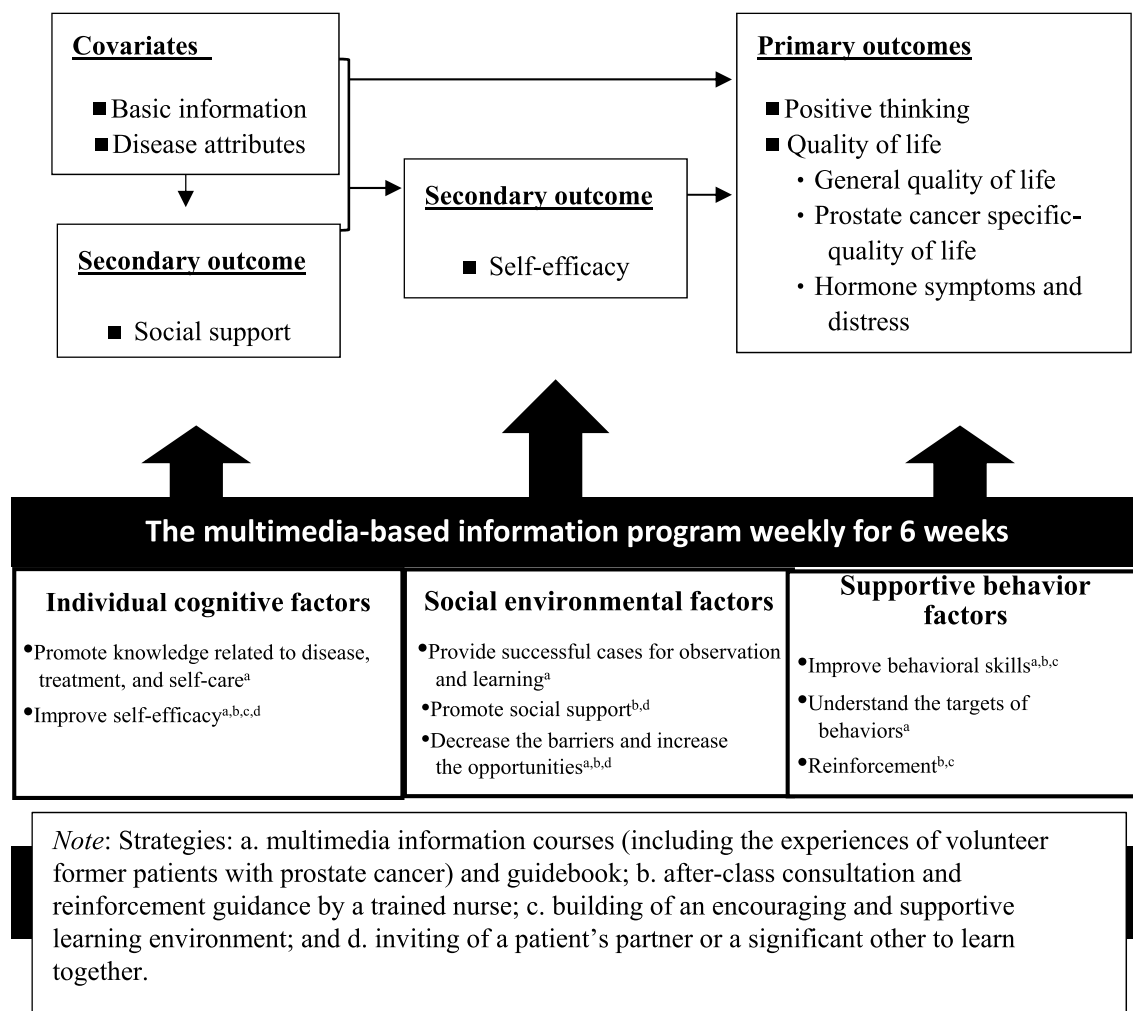 Covariates
■ Basic information
■ Disease attributes
Secondary outcome
■ Social support
Secondary outcome
■ Self-efficacy
Primary outcomes
■ Positive thinking
■ Quality of life
・General quality of life
・Prostate cancer specific-
quality of life
・Hormone symptoms and
distress
The multimedia-based information program weekly for 6 weeks
Individual cognitive factors
•Promote knowledge related to disease,
treatment, and self-careᵃ
•Improve self-efficacyᵃ,ᵇ,ᶜ,ᵈ
Social environmental factors
•Provide successful cases for observation
and learningᵃ
•Promote social supportᵇ,ᵈ
•Decrease the barriers and increase
the opportunitiesᵃ,ᵇ,ᵈ
Supportive behavior
factors
•Improve behavioral skillsᵃ,ᵇ,ᶜ
•Understand the targets of
behaviorsᵃ
•Reinforcementᵇ,ᶜ
Note: Strategies: a. multimedia information courses (including the experiences of volunteer
former patients with prostate cancer) and guidebook; b. after-class consultation and
reinforcement guidance by a trained nurse; c. building of an encouraging and supportive
learning environment; and d. inviting of a patient’s partner or a significant other to learn
together.